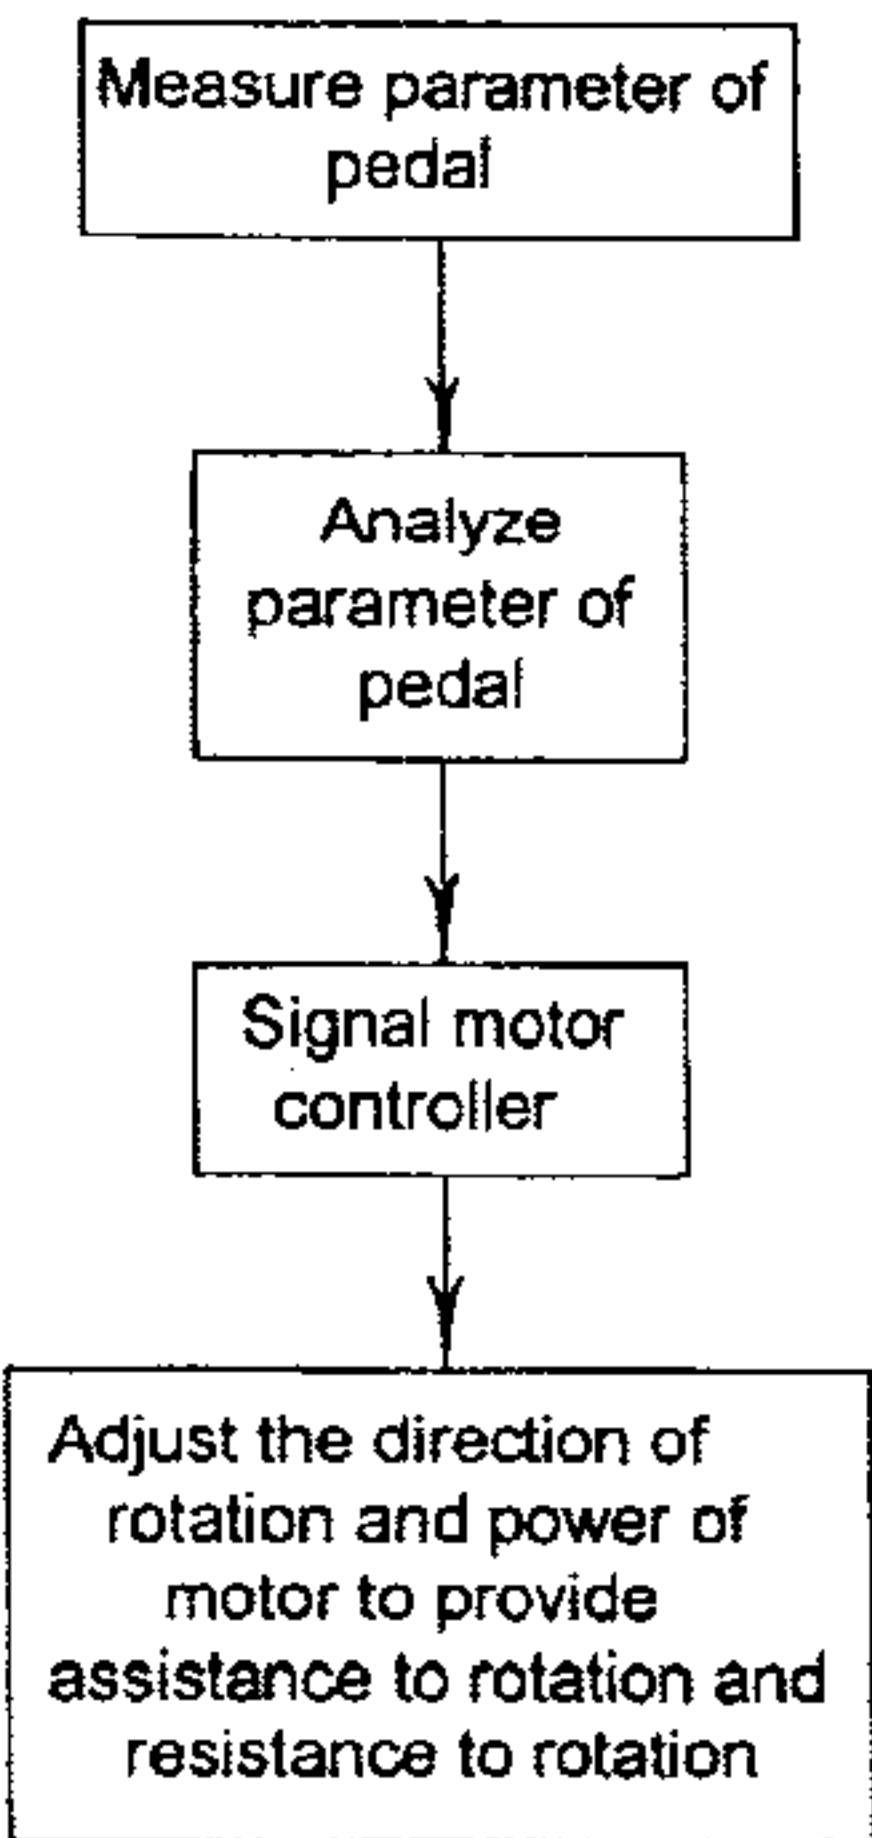 Measure parameter of
pedal
Analyze
parameter of
pedal
Signal motor
controller
Adjust the direction of
rotation and power of
motor to provide
assistance to rotation and
resistance to rotation